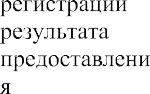 регистрации
результата
предоставлени
я